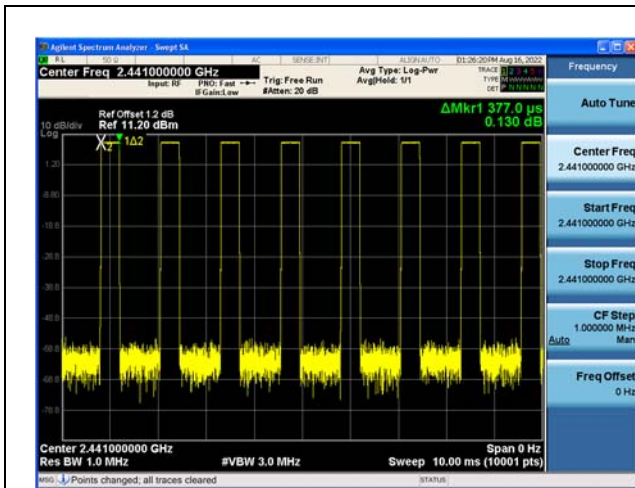 Agilent Spectrum Analyzer - Swept SA
RL 50 Ω AC SENSE:INT ALIGN AUTO 01:26:20 PM Aug 16, 2022
Center Freq 2.441000000 GHz
Input: RF PNO: Fast Trig: Free Run Avg Type: Log-Pwr TRACE 1 2 3 4 5 6
IFGain:Low #Atten: 20 dB Avg|Hold: 1/1 TYPE
DET P N N N N N
Frequency
ΔMkr1 377.0 µs
0.130 dB
Ref Offset 1.2 dB
10 dB/div Ref 11.20 dBm
Log
X2 1Δ2
1.20
-8.80
-18.8
-28.8
-38.8
-48.8
-58.8
-68.8
-78.8
Center 2.441000000 GHz Span 0 Hz
Res BW 1.0 MHz #VBW 3.0 MHz Sweep 10.00 ms (10001 pts)
MSG Points changed; all traces cleared STATUS
Auto Tune
Center Freq
2.441000000 GHz
Start Freq
2.441000000 GHz
Stop Freq
2.441000000 GHz
CF Step
1.000000 MHz
Auto Man
Freq Offset
0 Hz